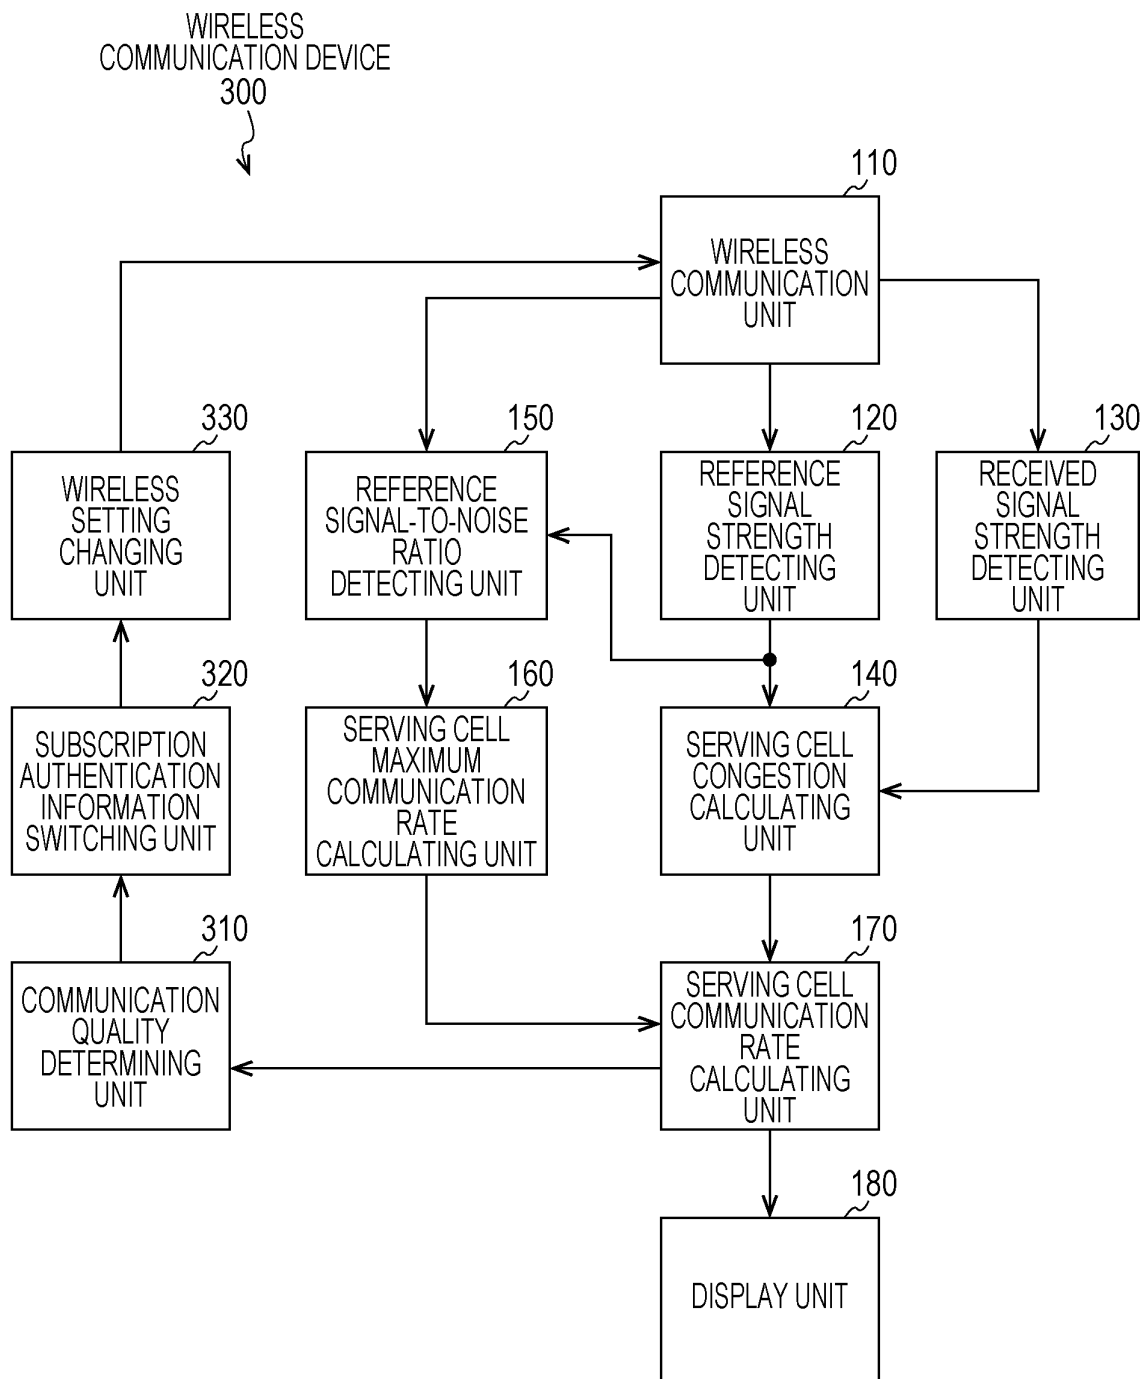 WIRELESS
COMMUNICATION DEVICE
300
110
WIRELESS
COMMUNICATION
UNIT
330
WIRELESS
SETTING
CHANGING
UNIT
150
REFERENCE
SIGNAL-TO-NOISE
RATIO
DETECTING UNIT
120
REFERENCE
SIGNAL
STRENGTH
DETECTING
UNIT
130
RECEIVED
SIGNAL
STRENGTH
DETECTING
UNIT
320
SUBSCRIPTION
AUTHENTICATION
INFORMATION
SWITCHING UNIT
160
SERVING CELL
MAXIMUM
COMMUNICATION
RATE
CALCULATING UNIT
140
SERVING CELL
CONGESTION
CALCULATING
UNIT
310
COMMUNICATION
QUALITY
DETERMINING
UNIT
170
SERVING CELL
COMMUNICATION
RATE
CALCULATING
UNIT
180
DISPLAY UNIT